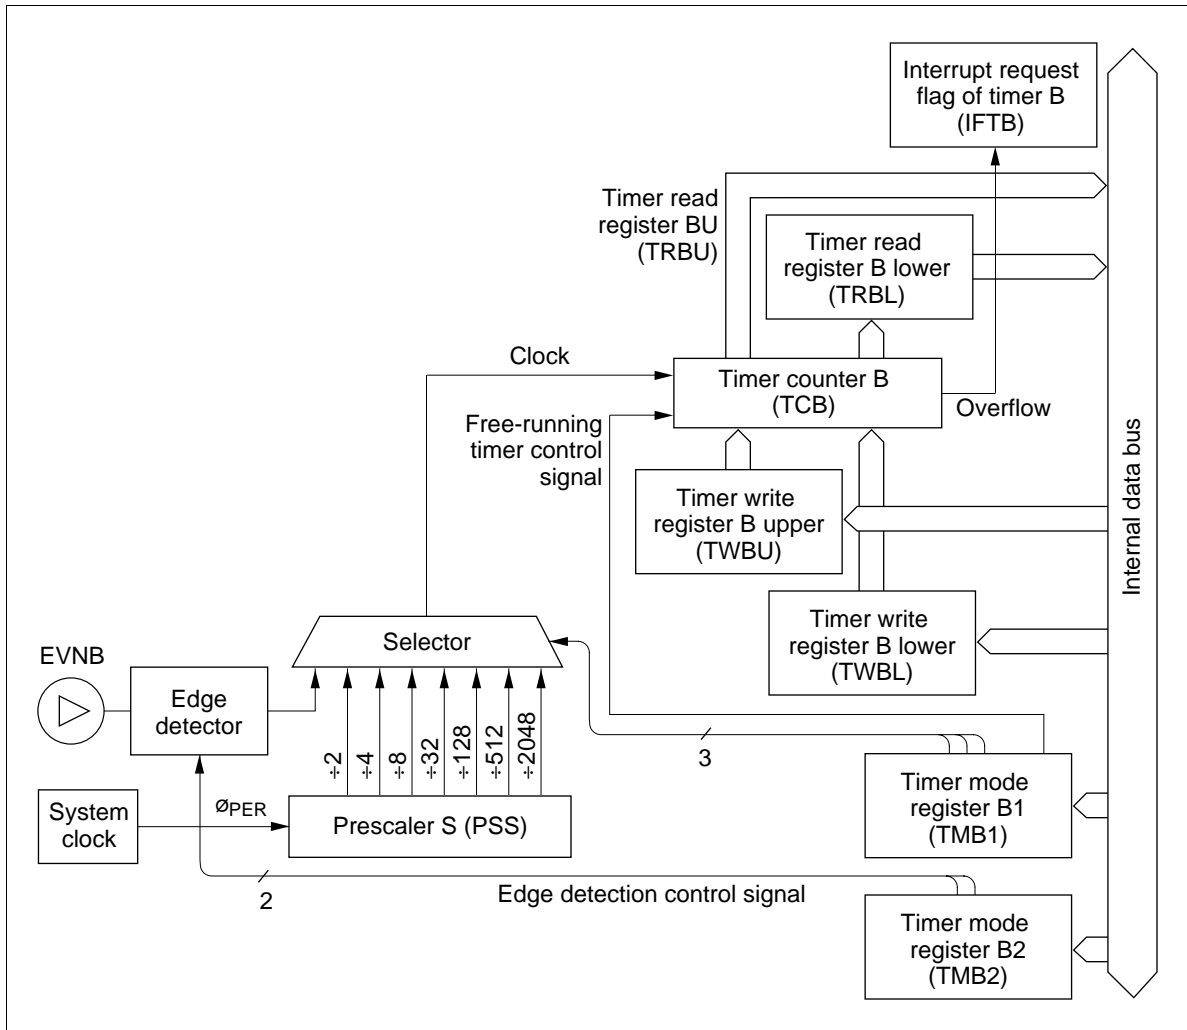 Interrupt request
flag of timer B
(IFTB)
Timer read
register BU
(TRBU)
Timer read
register B lower
(TRBL)
Clock
Timer counter B
(TCB)
Overflow
Free-running
timer control
signal
Timer write
register B upper
(TWBU)
Internal data bus
Timer write
register B lower
(TWBL)
Selector
EVNB
Edge
detector
÷2
÷4
÷8
÷32
÷128
÷512
÷2048
3
Timer mode
register B1
(TMB1)
System
clock
øPER
Prescaler S (PSS)
2
Edge detection control signal
Timer mode
register B2
(TMB2)